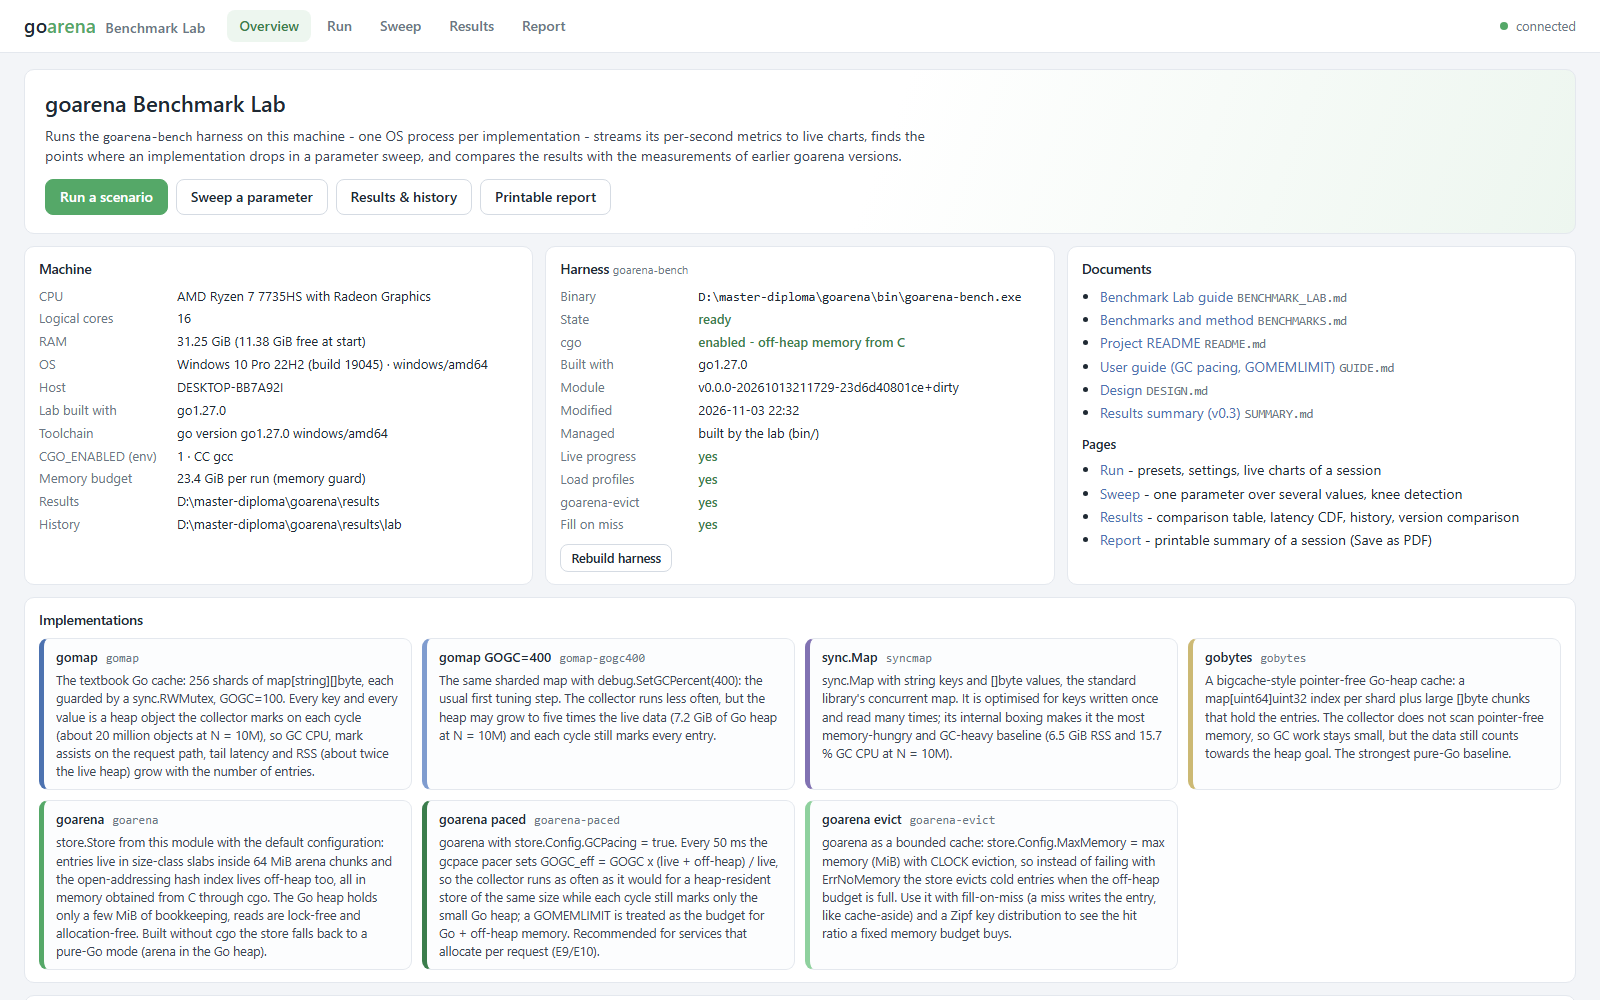 goarena Benchmark Lab Overview Run Sweep Results Report connected
goarena Benchmark Lab
Runs the goarena-bench harness on this machine - one OS process per implementation - streams its per-second metrics to live charts, finds the
points where an implementation drops in a parameter sweep, and compares the results with the measurements of earlier goarena versions.
Run a scenario Sweep a parameter Results & history Printable report
Machine
CPU AMD Ryzen 7 7735HS with Radeon Graphics
Logical cores 16
RAM 31.25 GiB (11.38 GiB free at start)
OS Windows 10 Pro 22H2 (build 19045) · windows/amd64
Host DESKTOP-BB7A92I
Lab built with go1.27.0
Toolchain go version go1.27.0 windows/amd64
CGO_ENABLED (env) 1 · CC gcc
Memory budget 23.4 GiB per run (memory guard)
Results D:\master-diploma\goarena\results
History D:\master-diploma\goarena\results\lab
Harness goarena-bench
Binary D:\master-diploma\goarena\bin\goarena-bench.exe
State ready
cgo enabled - off-heap memory from C
Built with go1.27.0
Module v0.0.0-20261013211729-23d6d40801ce+dirty
Modified 2026-11-03 22:32
Managed built by the lab (bin/)
Live progress yes
Load profiles yes
goarena-evict yes
Fill on miss yes
Rebuild harness
Documents
Benchmark Lab guide BENCHMARK_LAB.md
Benchmarks and method BENCHMARKS.md
Project README README.md
User guide (GC pacing, GOMEMLIMIT) GUIDE.md
Design DESIGN.md
Results summary (v0.3) SUMMARY.md
Pages
Run - presets, settings, live charts of a session
Sweep - one parameter over several values, knee detection
Results - comparison table, latency CDF, history, version comparison
Report - printable summary of a session (Save as PDF)
Implementations
gomap gomap
The textbook Go cache: 256 shards of map[string][]byte, each
guarded by a sync.RWMutex, GOGC=100. Every key and every
value is a heap object the collector marks on each cycle
(about 20 million objects at N = 10M), so GC CPU, mark
assists on the request path, tail latency and RSS (about twice
the live heap) grow with the number of entries.
gomap GOGC=400 gomap-gogc400
The same sharded map with debug.SetGCPercent(400): the
usual first tuning step. The collector runs less often, but the
heap may grow to five times the live data (7.2 GiB of Go heap
at N = 10M) and each cycle still marks every entry.
sync.Map syncmap
sync.Map with string keys and []byte values, the standard
library's concurrent map. It is optimised for keys written once
and read many times; its internal boxing makes it the most
memory-hungry and GC-heavy baseline (6.5 GiB RSS and 15.7
% GC CPU at N = 10M).
gobytes gobytes
A bigcache-style pointer-free Go-heap cache: a
map[uint64]uint32 index per shard plus large []byte chunks
that hold the entries. The collector does not scan pointer-free
memory, so GC work stays small, but the data still counts
towards the heap goal. The strongest pure-Go baseline.
goarena goarena
store.Store from this module with the default configuration:
entries live in size-class slabs inside 64 MiB arena chunks and
the open-addressing hash index lives off-heap too, all in
memory obtained from C through cgo. The Go heap holds
only a few MiB of bookkeeping, reads are lock-free and
allocation-free. Built without cgo the store falls back to a
pure-Go mode (arena in the Go heap).
goarena paced goarena-paced
goarena with store.Config.GCPacing = true. Every 50 ms the
gcpace pacer sets GOGC_eff = GOGC x (live + off-heap) / live,
so the collector runs as often as it would for a heap-resident
store of the same size while each cycle still marks only the
small Go heap; a GOMEMLIMIT is treated as the budget for
Go + off-heap memory. Recommended for services that
allocate per request (E9/E10).
goarena evict goarena-evict
goarena as a bounded cache: store.Config.MaxMemory = max
memory (MiB) with CLOCK eviction, so instead of failing with
ErrNoMemory the store evicts cold entries when the off-heap
budget is full. Use it with fill-on-miss (a miss writes the entry,
like cache-aside) and a Zipf key distribution to see the hit
ratio a fixed memory budget buys.